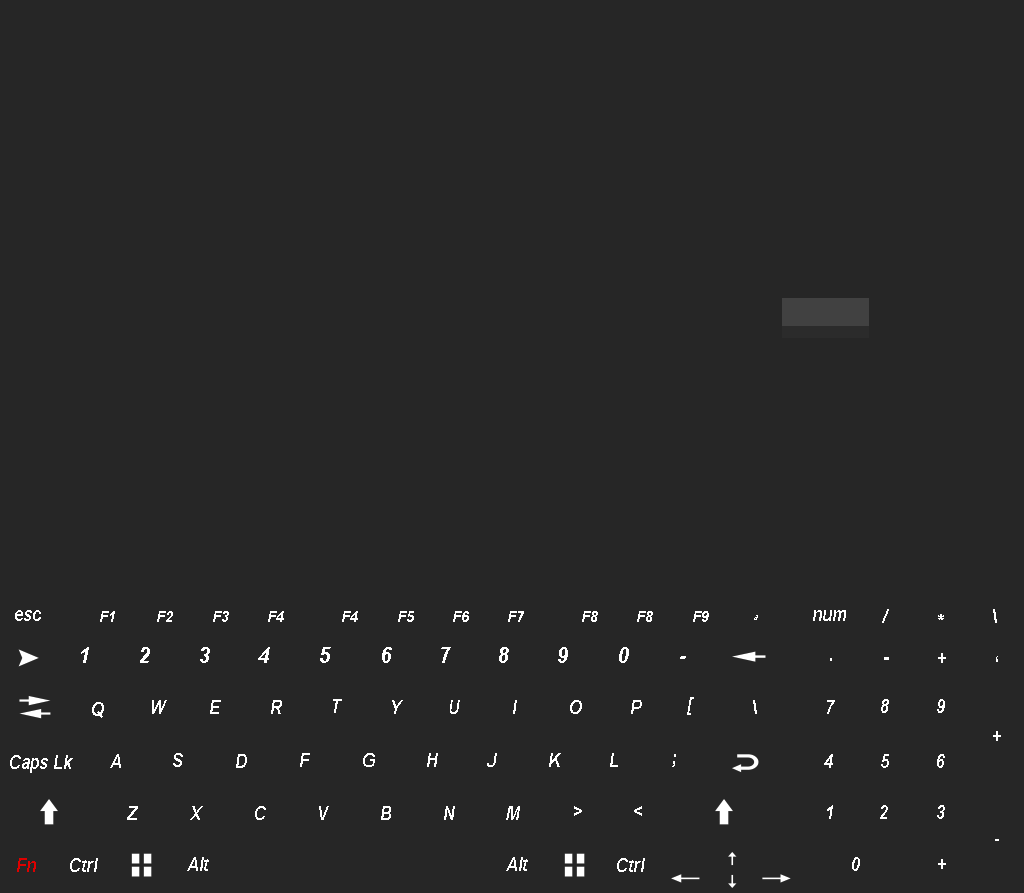 esc F1 F2 F3 F4 F4 F5 F6 F7 F8 F8 F9 num / * \
1 2 3 4 5 6 7 8 9 0 - . - + ‘
Q W E R T Y U I O P [ \ 7 8 9
+
Caps Lk A S D F G H J K L ; 4 5 6
Z X C V B N M > < 1 2 3
-
Fn Ctrl Alt Alt Ctrl ← ↑ ↓ → 0 +